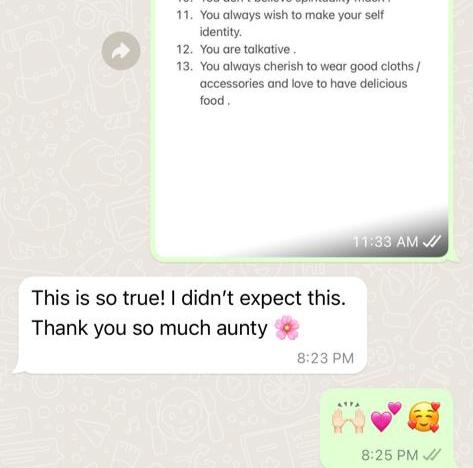 11. You always wish to make your self
identity.
12. You are talkative .
13. You always cherish to wear good cloths /
accessories and love to have delicious
food .
11:33 AM
This is so true! I didn't expect this.
Thank you so much aunty 🌸
8:23 PM
🙌🏻💕🥰
8:25 PM